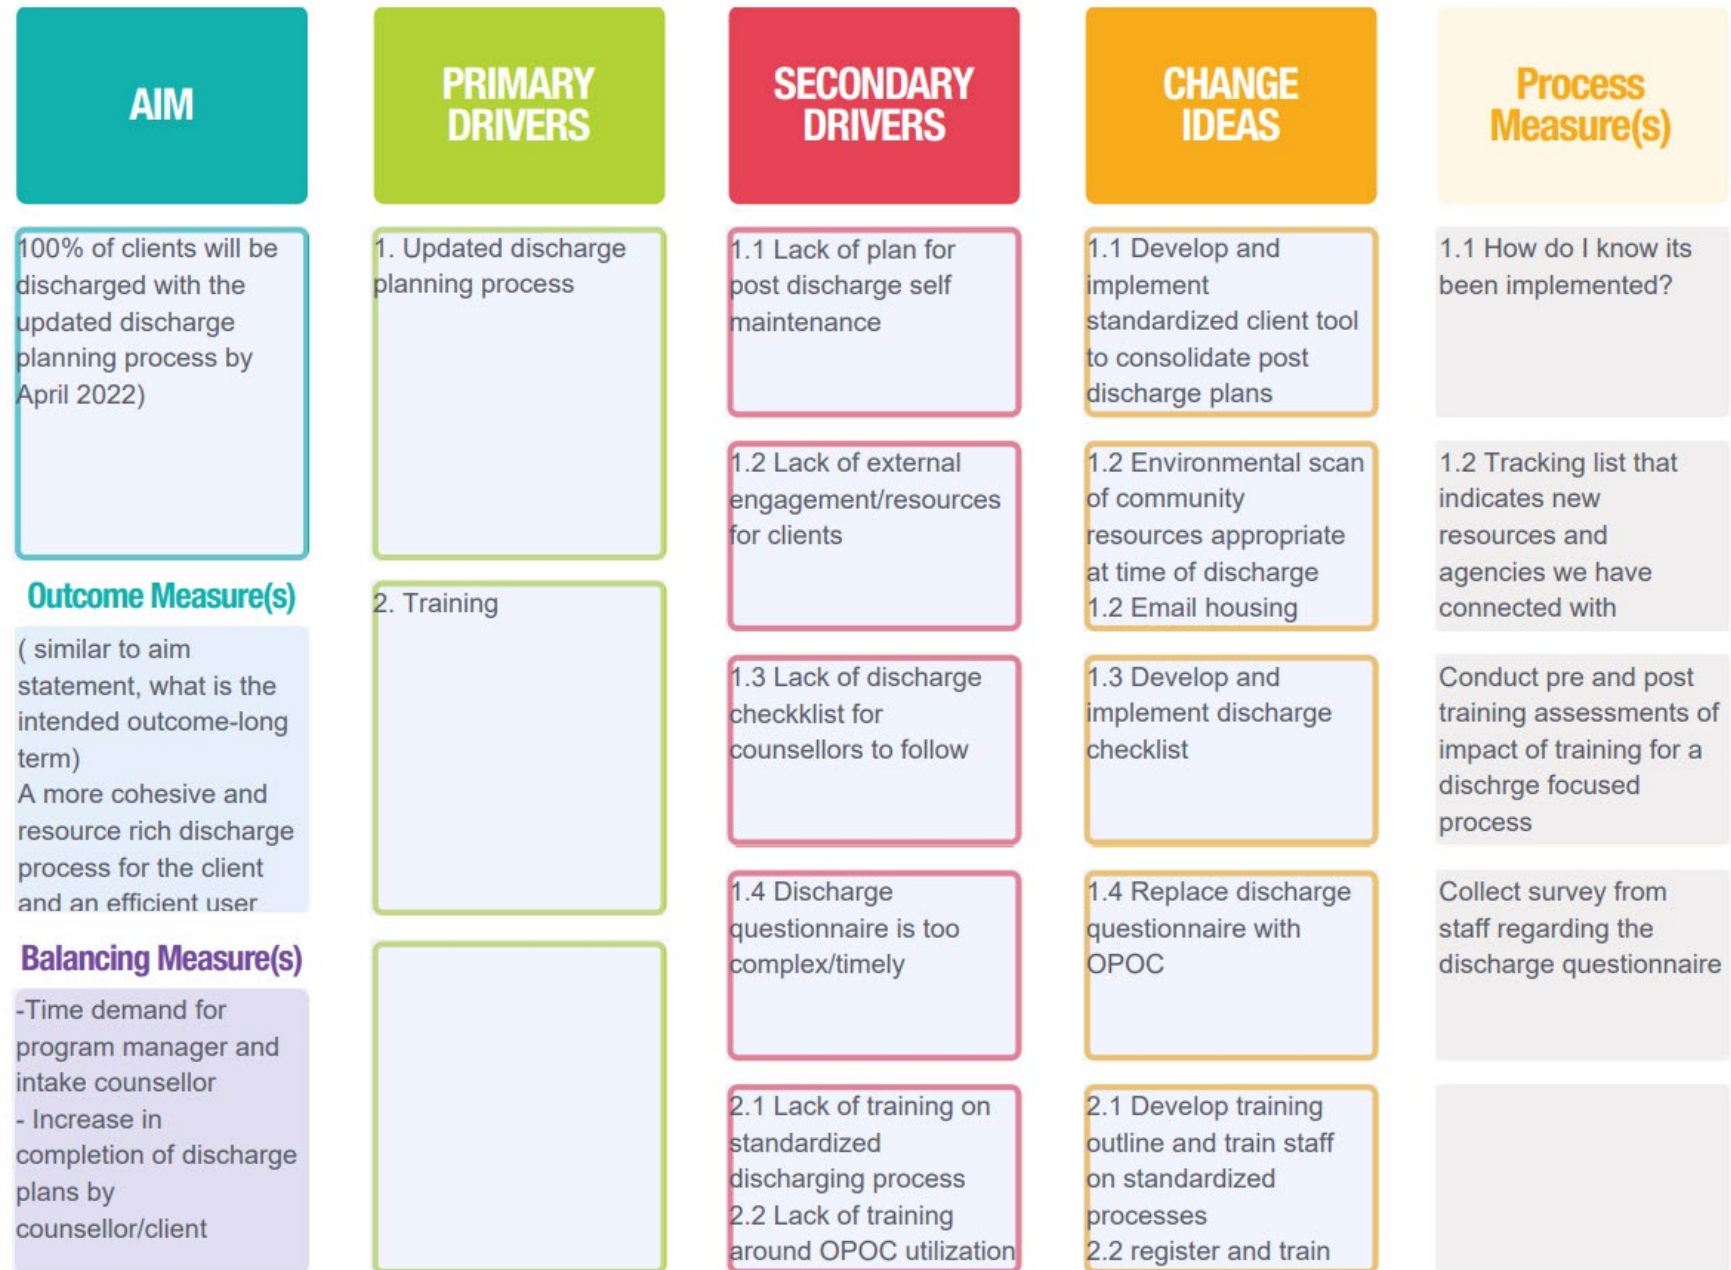 AIM
100% of clients will be
discharged with the
updated discharge
planning process by
April 2022)
Outcome Measure(s)
( similar to aim
statement, what is the
intended outcome-long
term)
A more cohesive and
resource rich discharge
process for the client
and an efficient user
Balancing Measure(s)
-Time demand for
program manager and
intake counsellor
- Increase in
completion of discharge
plans by
counsellor/client
PRIMARY
DRIVERS
1. Updated discharge
planning process
2. Training
SECONDARY
DRIVERS
1.1 Lack of plan for
post discharge self
maintenance
1.2 Lack of external
engagement/resources
for clients
1.3 Lack of discharge
checkklist for
counsellors to follow
1.4 Discharge
questionnaire is too
complex/timely
2.1 Lack of training on
standardized
discharging process
2.2 Lack of training
around OPOC utilization
CHANGE
IDEAS
1.1 Develop and
implement
standardized client tool
to consolidate post
discharge plans
1.2 Environmental scan
of community
resources appropriate
at time of discharge
1.2 Email housing
1.3 Develop and
implement discharge
checklist
1.4 Replace discharge
questionnaire with
OPOC
2.1 Develop training
outline and train staff
on standardized
processes
2.2 register and train
Process
Measure(s)
1.1 How do I know its
been implemented?
1.2 Tracking list that
indicates new
resources and
agencies we have
connected with
Conduct pre and post
training assessments of
impact of training for a
dischrge focused
process
Collect survey from
staff regarding the
discharge questionnaire